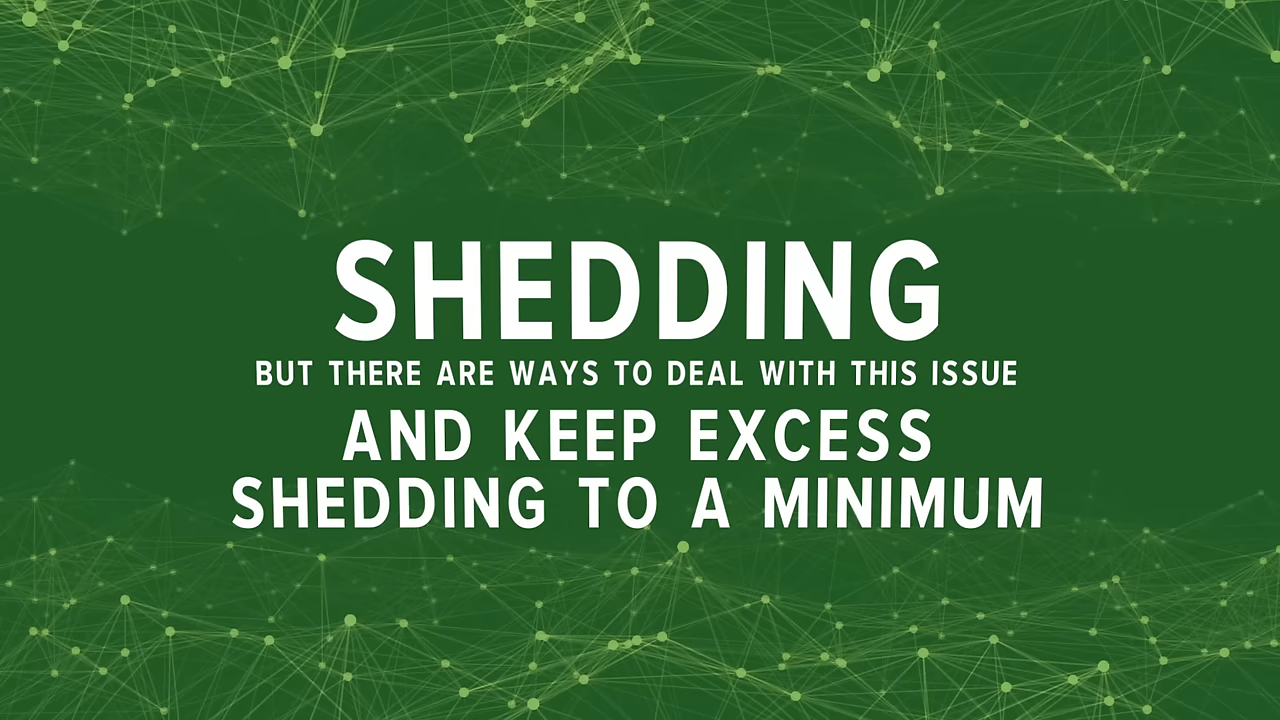 SHEDDING
BUT THERE ARE WAYS TO DEAL WITH THIS ISSUE
AND KEEP EXCESS
SHEDDING TO A MINIMUM